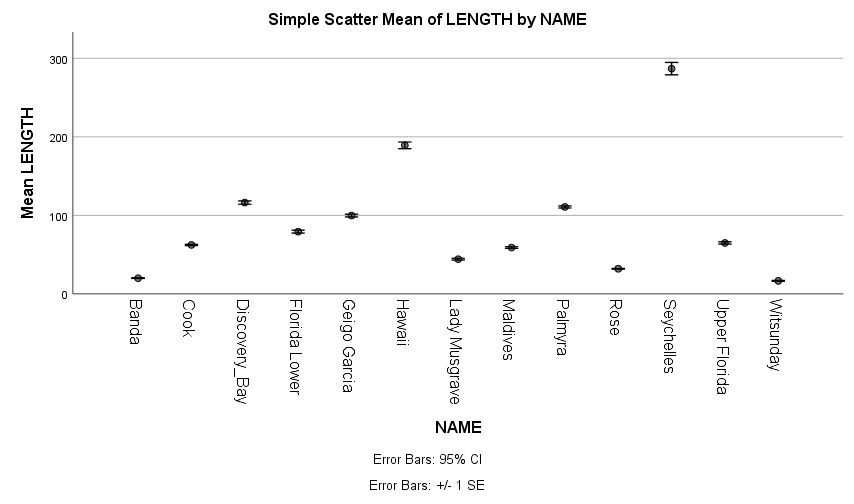 Simple Scatter Mean of LENGTH by NAME
Mean LENGTH
300
200
100
0
Banda
Cook
Discovery_Bay
Florida Lower
Geigo Garcia
Hawaii
Lady Musgrave
Maldives
Palmyra
Rose
Seychelles
Upper Florida
Witsunday
NAME
Error Bars: 95% CI
Error Bars: +/- 1 SE